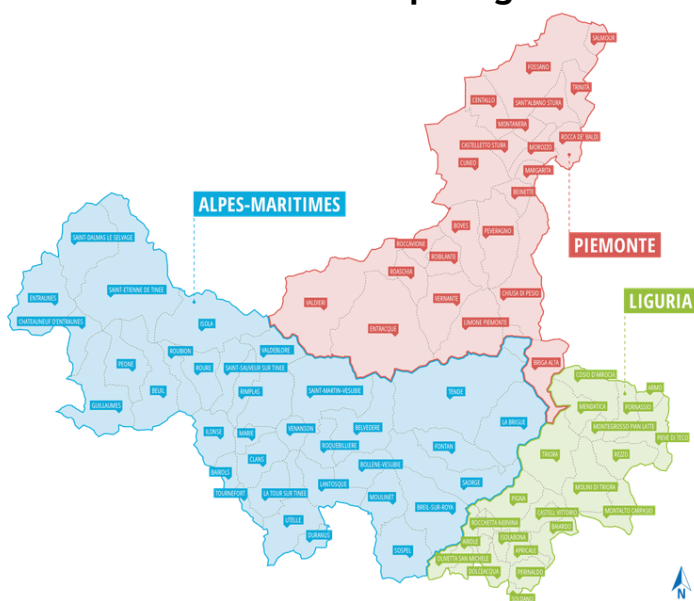 SALMOUR
FOSSANO
TRINITÀ
CENTALLO
SANT'ALBANO STURA
MONTANERA
ROCCA DE' BALDI
CASTELLETTO STURA
MOROZZO
CUNEO
MARGARITA
BEINETTE
ALPES-MARITIMES
BOVES
PEVERAGNO
PIEMONTE
ROCCAVIONE
ROBILANTE
SAINT-DALMAS LE SELVAGE
ROASCHIA
SAINT-ETIENNE DE TINEE
CHIUSA DI PESIO
LIGURIA
ENTRAUNES
VALDIERI
VERNANTE
CHATEAUNEUF D'ENTRAUNES
ISOLA
ENTRACQUE
LIMONE PIEMONTE
ROUBION
VALDEBLORE
PEONE
ROURE
SAINT-SAUVEUR SUR TINEE
BRIGA ALTA
COSIO D'ARROCIA
ARMO
BEUIL
RIMPLAS
SAINT-MARTIN-VESUBIE
TENDE
GUILLAUMES
MENDATICA
PORNASSIO
LA BRIGUE
MONTEGROSSO PIAN LATTE
ILONSE
MARIE
VENANSON
BELVEDERE
PIEVE DI TECO
ROQUEBILLIERE
FONTAN
TRIORA
REZZO
CLANS
BOLLENE-VESUBIE
BAIROLS
LANTOSQUE
SAORGE
MOLINI DI TRIORA
TOURNEFORT
LA TOUR SUR TINEE
MOULINET
PIGNA
BREIL-SUR-ROYA
CASTELL VITTORIO
MONTALTO CARPASIO
UTELLE
ROCCHETTA NERVINA
BAIARDO
DURANUS
ISOLABONA
AIROLE
SOSPEL
APRICALE
OLIVETTA SAN MICHELE
DOLCEACQUA
PERINALDO
SOLDANO
N